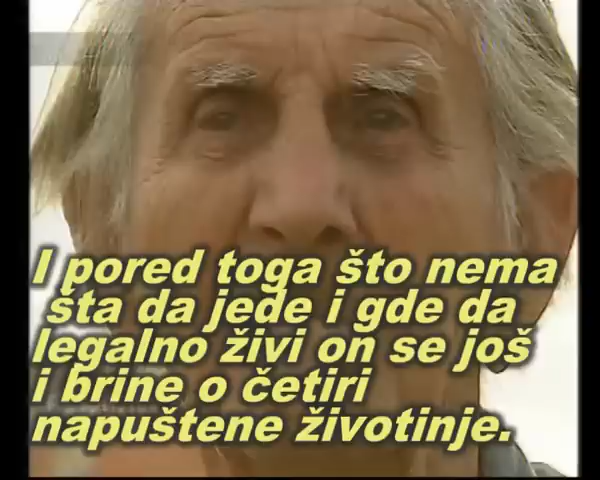 I pored toga što nema
šta da jede i gde da
legalno živi on se još
i brine o četiri
napuštene životinje.